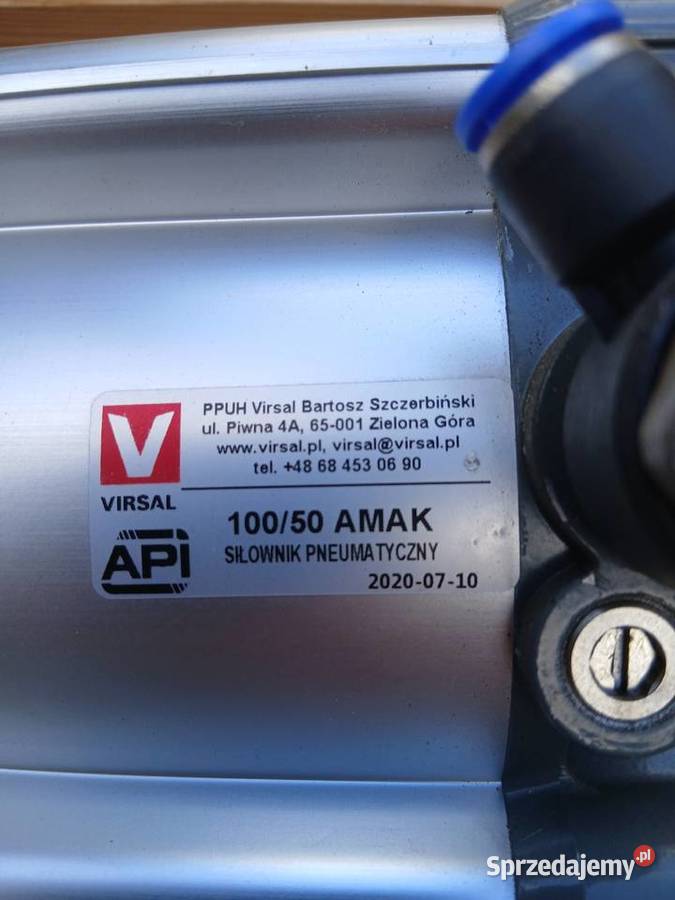 PPUH Virsal Bartosz Szczerbiński
ul. Piwna 4A, 65-001 Zielona Góra
www.virsal.pl, virsal@virsal.pl
tel. +48 68 453 06 90
V
VIRSAL
API
100/50 AMAK
SIŁOWNIK PNEUMATYCZNY
2020-07-10
Sprzedajemy.pl